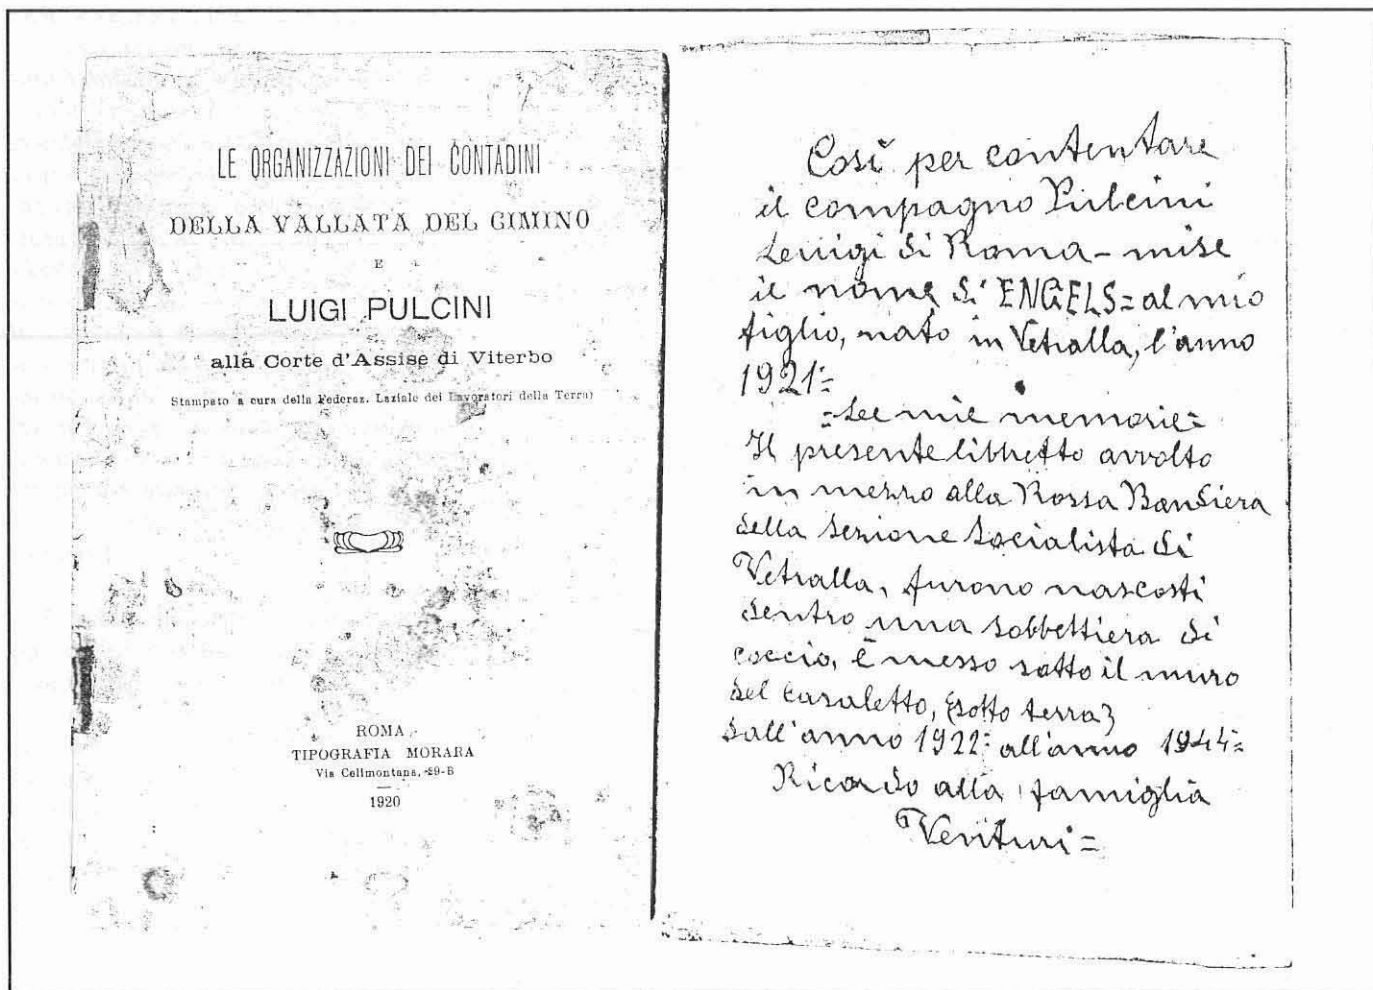 LE ORGANIZZAZIONI DEI CONTADINI
DELLA VALLATA DEL CIMINO
E
LUIGI PULCINI
alla Corte d'Assise di Viterbo
Stampato a cura della Federaz. Laziale dei Lavoratori della Terra)
ROMA
TIPOGRAFIA MORARA
Via Celimontana, 29-B
1920
Così per contentare
il compagno Pulcini
Luigi di Roma - mise
il nome di ENGELS = al mio
figlio, nato in Vetralla, l'anno
1921 =
= Le mie memorie =
Il presente libretto avvolto
in mezzo alla Rossa Bandiera
della Sezione Socialista di
Vetralla, furono nascosti
dentro una sobbettiera di
coccio, E messo sotto il muro
del Casaletto, (sotto terra)
dall'anno 1922 = all'anno 1944 =
Ricordo alla famiglia
Venturi =